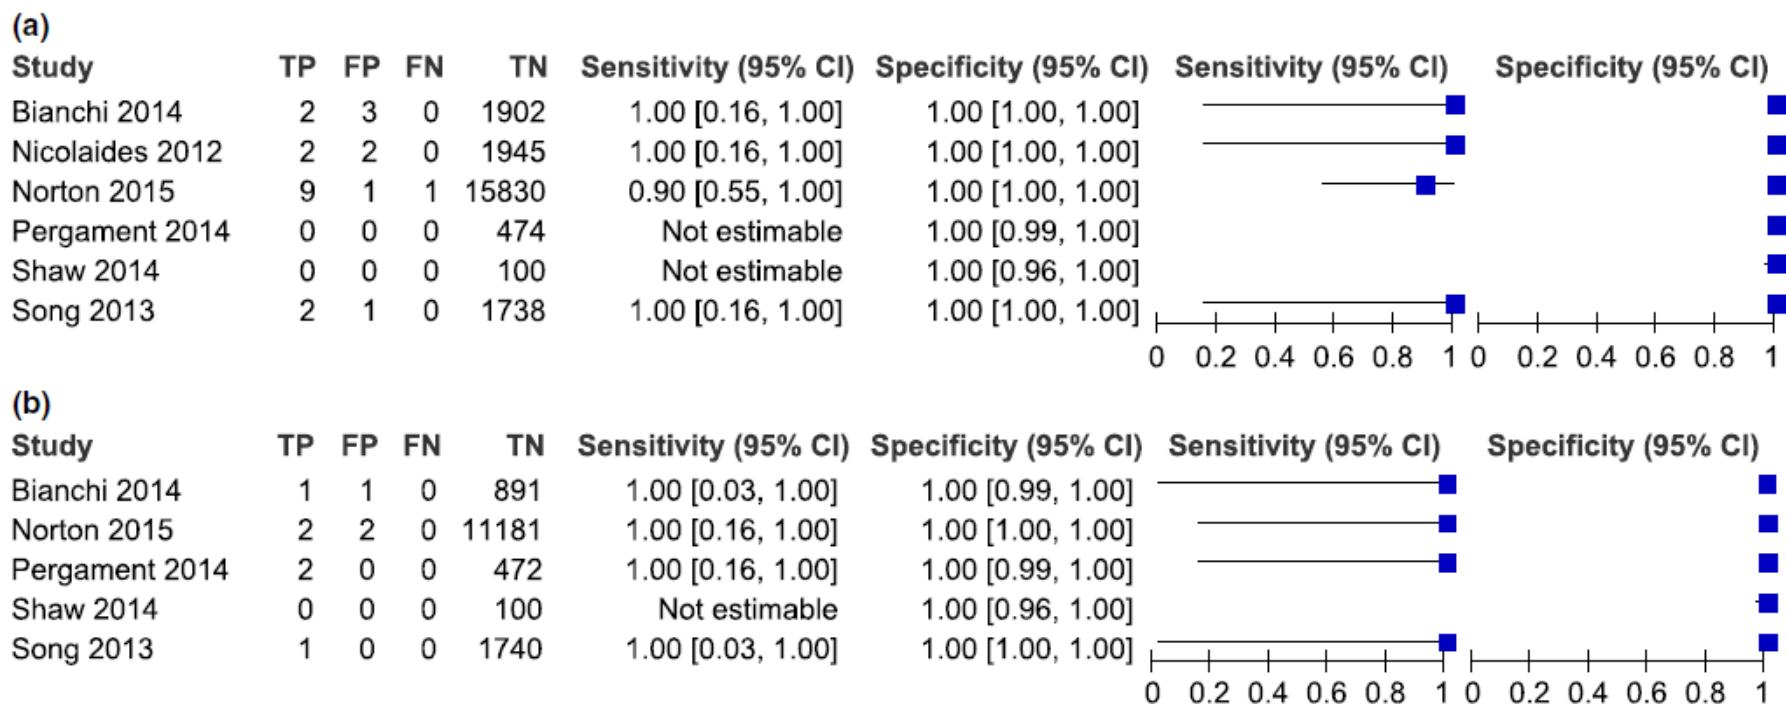 (a)
Study TP FP FN TN Sensitivity (95% CI) Specificity (95% CI) Sensitivity (95% CI) Specificity (95% CI)
Bianchi 2014 2 3 0 1902 1.00 [0.16, 1.00] 1.00 [1.00, 1.00]
Nicolaides 2012 2 2 0 1945 1.00 [0.16, 1.00] 1.00 [1.00, 1.00]
Norton 2015 9 1 1 15830 0.90 [0.55, 1.00] 1.00 [1.00, 1.00]
Pergament 2014 0 0 0 474 Not estimable 1.00 [0.99, 1.00]
Shaw 2014 0 0 0 100 Not estimable 1.00 [0.96, 1.00]
Song 2013 2 1 0 1738 1.00 [0.16, 1.00] 1.00 [1.00, 1.00]
0 0.2 0.4 0.6 0.8 1 0 0.2 0.4 0.6 0.8 1
(b)
Study TP FP FN TN Sensitivity (95% CI) Specificity (95% CI) Sensitivity (95% CI) Specificity (95% CI)
Bianchi 2014 1 1 0 891 1.00 [0.03, 1.00] 1.00 [0.99, 1.00]
Norton 2015 2 2 0 11181 1.00 [0.16, 1.00] 1.00 [1.00, 1.00]
Pergament 2014 2 0 0 472 1.00 [0.16, 1.00] 1.00 [0.99, 1.00]
Shaw 2014 0 0 0 100 Not estimable 1.00 [0.96, 1.00]
Song 2013 1 0 0 1740 1.00 [0.03, 1.00] 1.00 [1.00, 1.00]
0 0.2 0.4 0.6 0.8 1 0 0.2 0.4 0.6 0.8 1